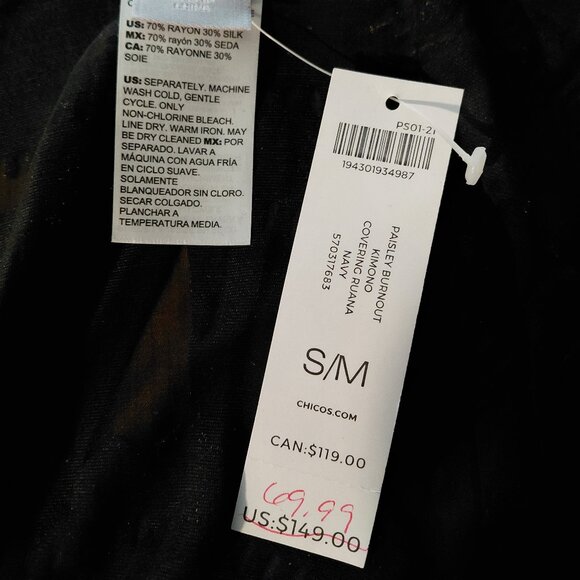 CHINA
US: 70% RAYON 30% SILK
MX: 70% rayón 30% SEDA
CA: 70% RAYONNE 30%
SOIE
US: SEPARATELY. MACHINE
WASH COLD, GENTLE
CYCLE. ONLY
NON-CHLORINE BLEACH.
LINE DRY. WARM IRON. MAY
BE DRY CLEANED MX: POR
SEPARADO. LAVAR A
MÁQUINA CON AGUA FRÍA
EN CICLO SUAVE.
SOLAMENTE
BLANQUEADOR SIN CLORO.
SECAR COLGADO.
PLANCHAR A
TEMPERATURA MEDIA.
PS01-21
194301934987
PAISLEY BURNOUT
KIMONO
COVERING RUANA
NAVY
570317683
S/M
CHICOS.COM
CAN:$119.00
69.99
US:$149.00